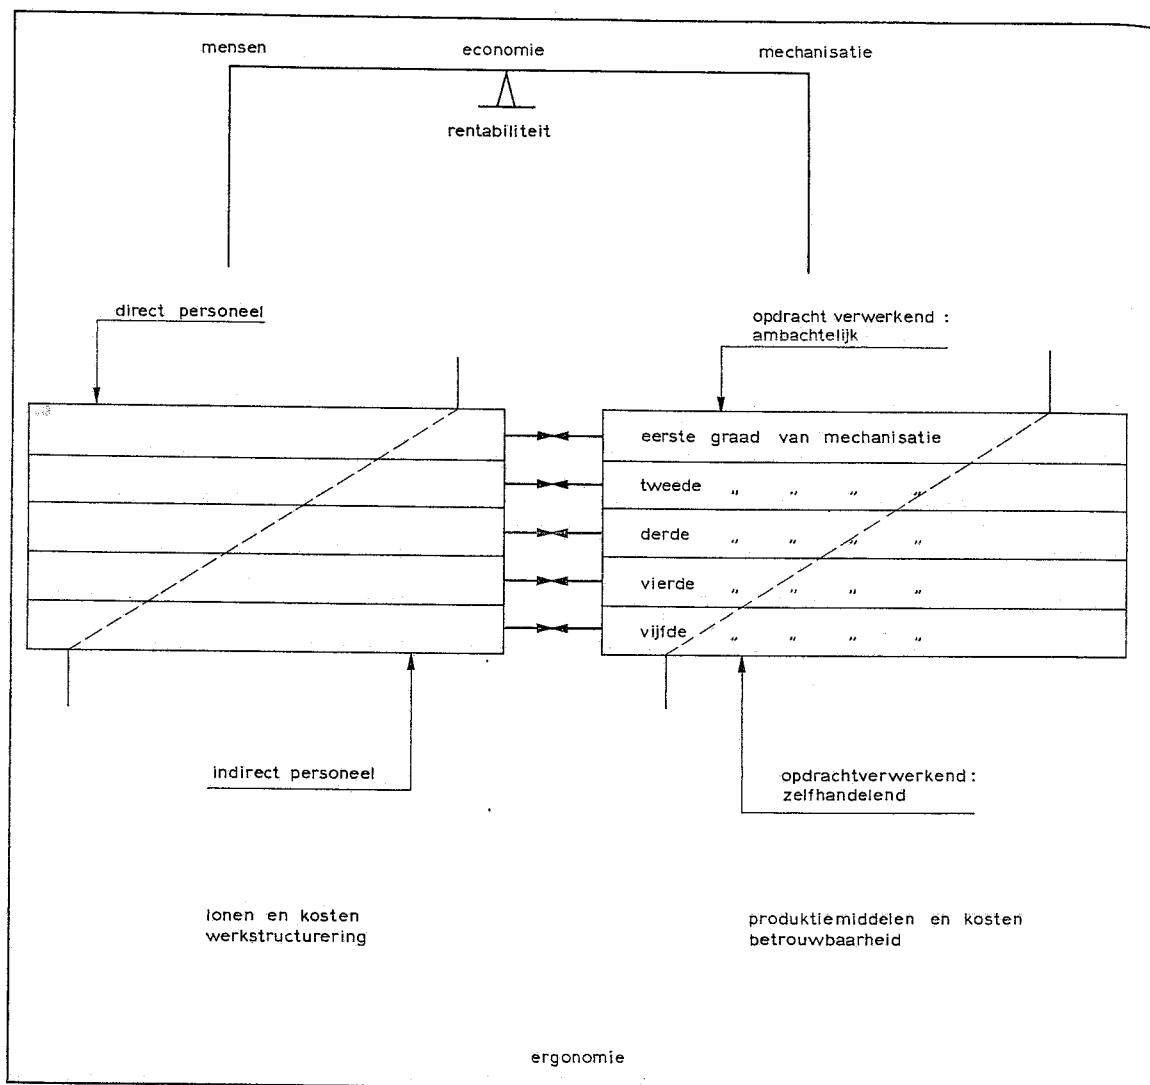 mensen economie mechanisatie
rentabiliteit
direct personeel
opdracht verwerkend :
ambachtelijk
eerste graad van mechanisatie
tweede „ „ „ „
derde „ „ „ „
vierde „ „ „ „
vijfde „ „ „ „
indirect personeel
opdrachtverwerkend :
zelfhandelend
lonen en kosten
werkstructurering
produktiemiddelen en kosten
betrouwbaarheid
ergonomie